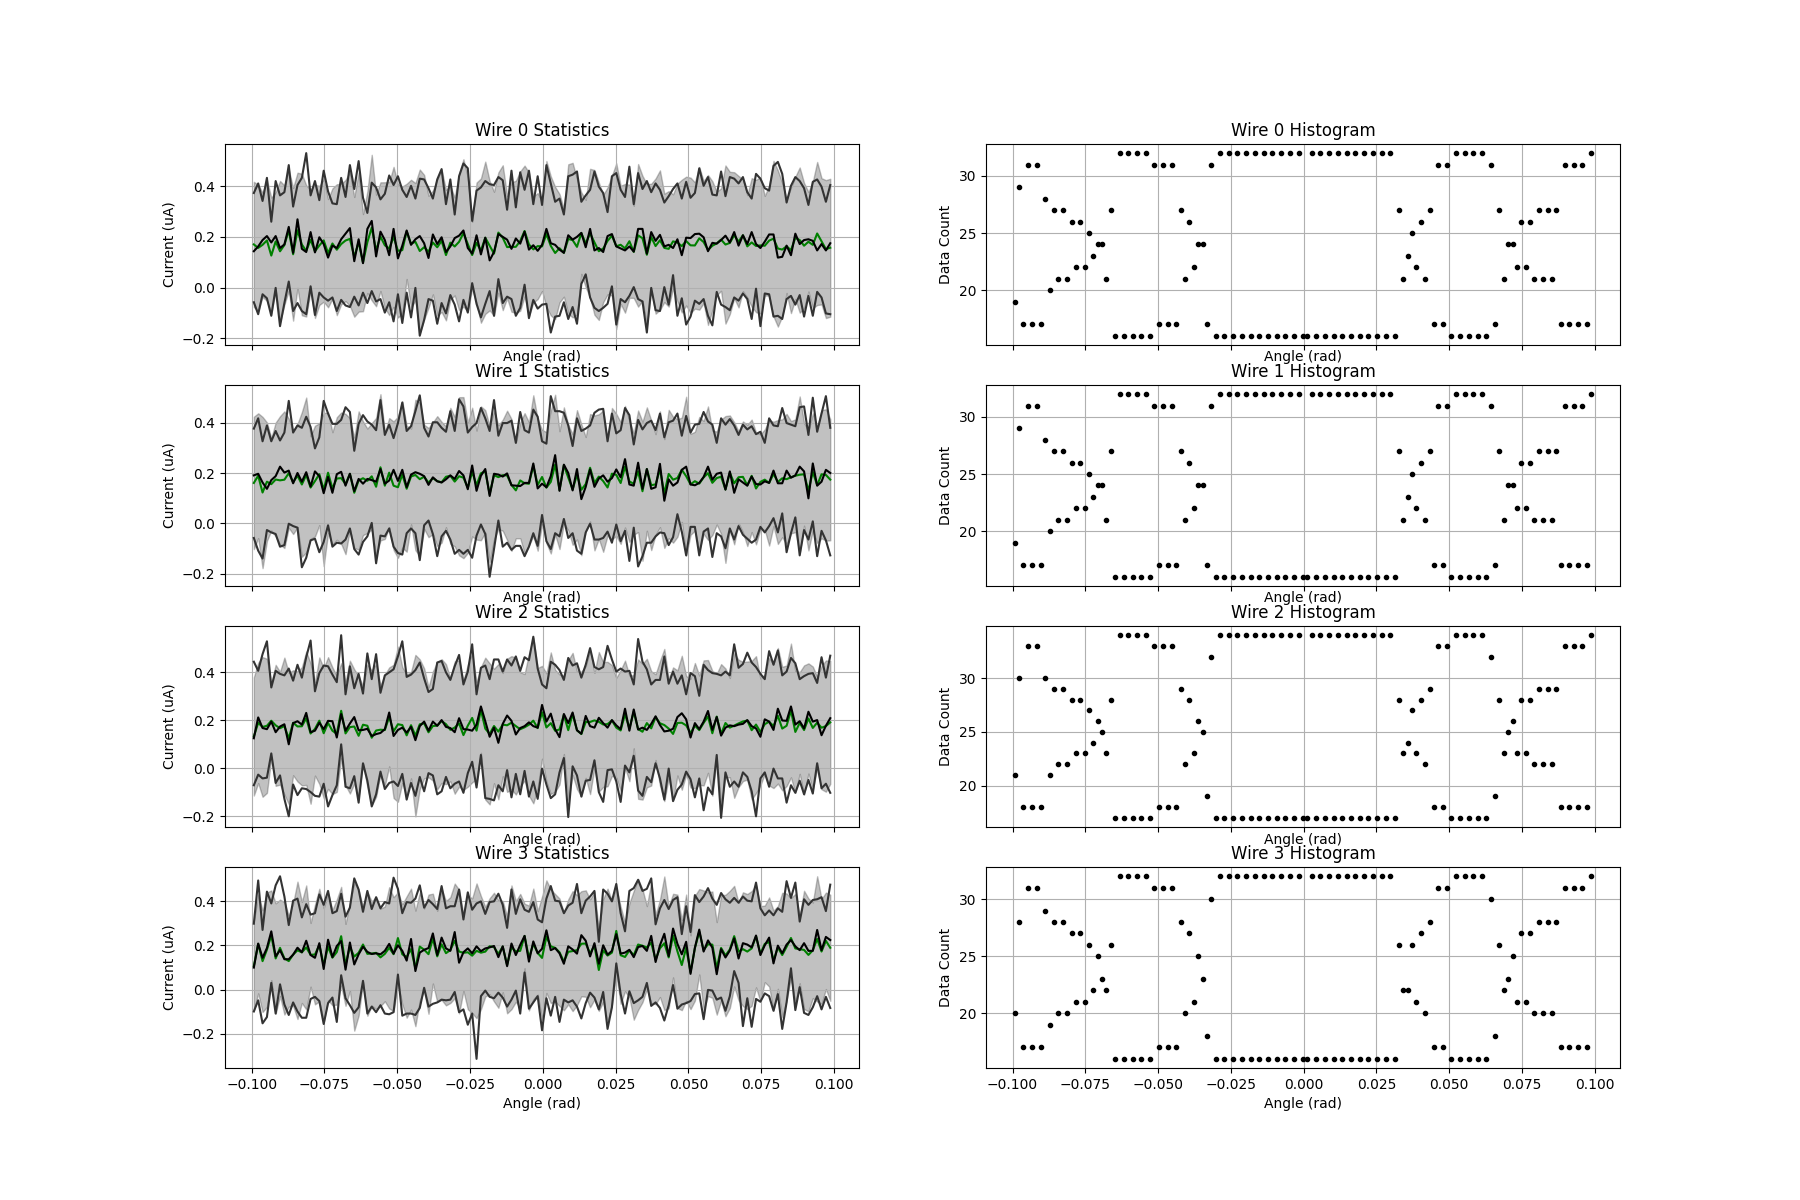 Wire 0 Statistics
Wire 0 Histogram
Current (uA)
0.4
0.2
0.0
−0.2
Angle (rad)
Data Count
30
25
20
Angle (rad)
Wire 1 Statistics
Wire 1 Histogram
Current (uA)
0.4
0.2
0.0
−0.2
Angle (rad)
Data Count
30
25
20
Angle (rad)
Wire 2 Statistics
Wire 2 Histogram
Current (uA)
0.4
0.2
0.0
−0.2
Angle (rad)
Data Count
30
25
20
Angle (rad)
Wire 3 Statistics
Wire 3 Histogram
Current (uA)
0.4
0.2
0.0
−0.2
−0.100 −0.075 −0.050 −0.025 0.000 0.025 0.050 0.075 0.100
Angle (rad)
Data Count
30
25
20
−0.100 −0.075 −0.050 −0.025 0.000 0.025 0.050 0.075 0.100
Angle (rad)